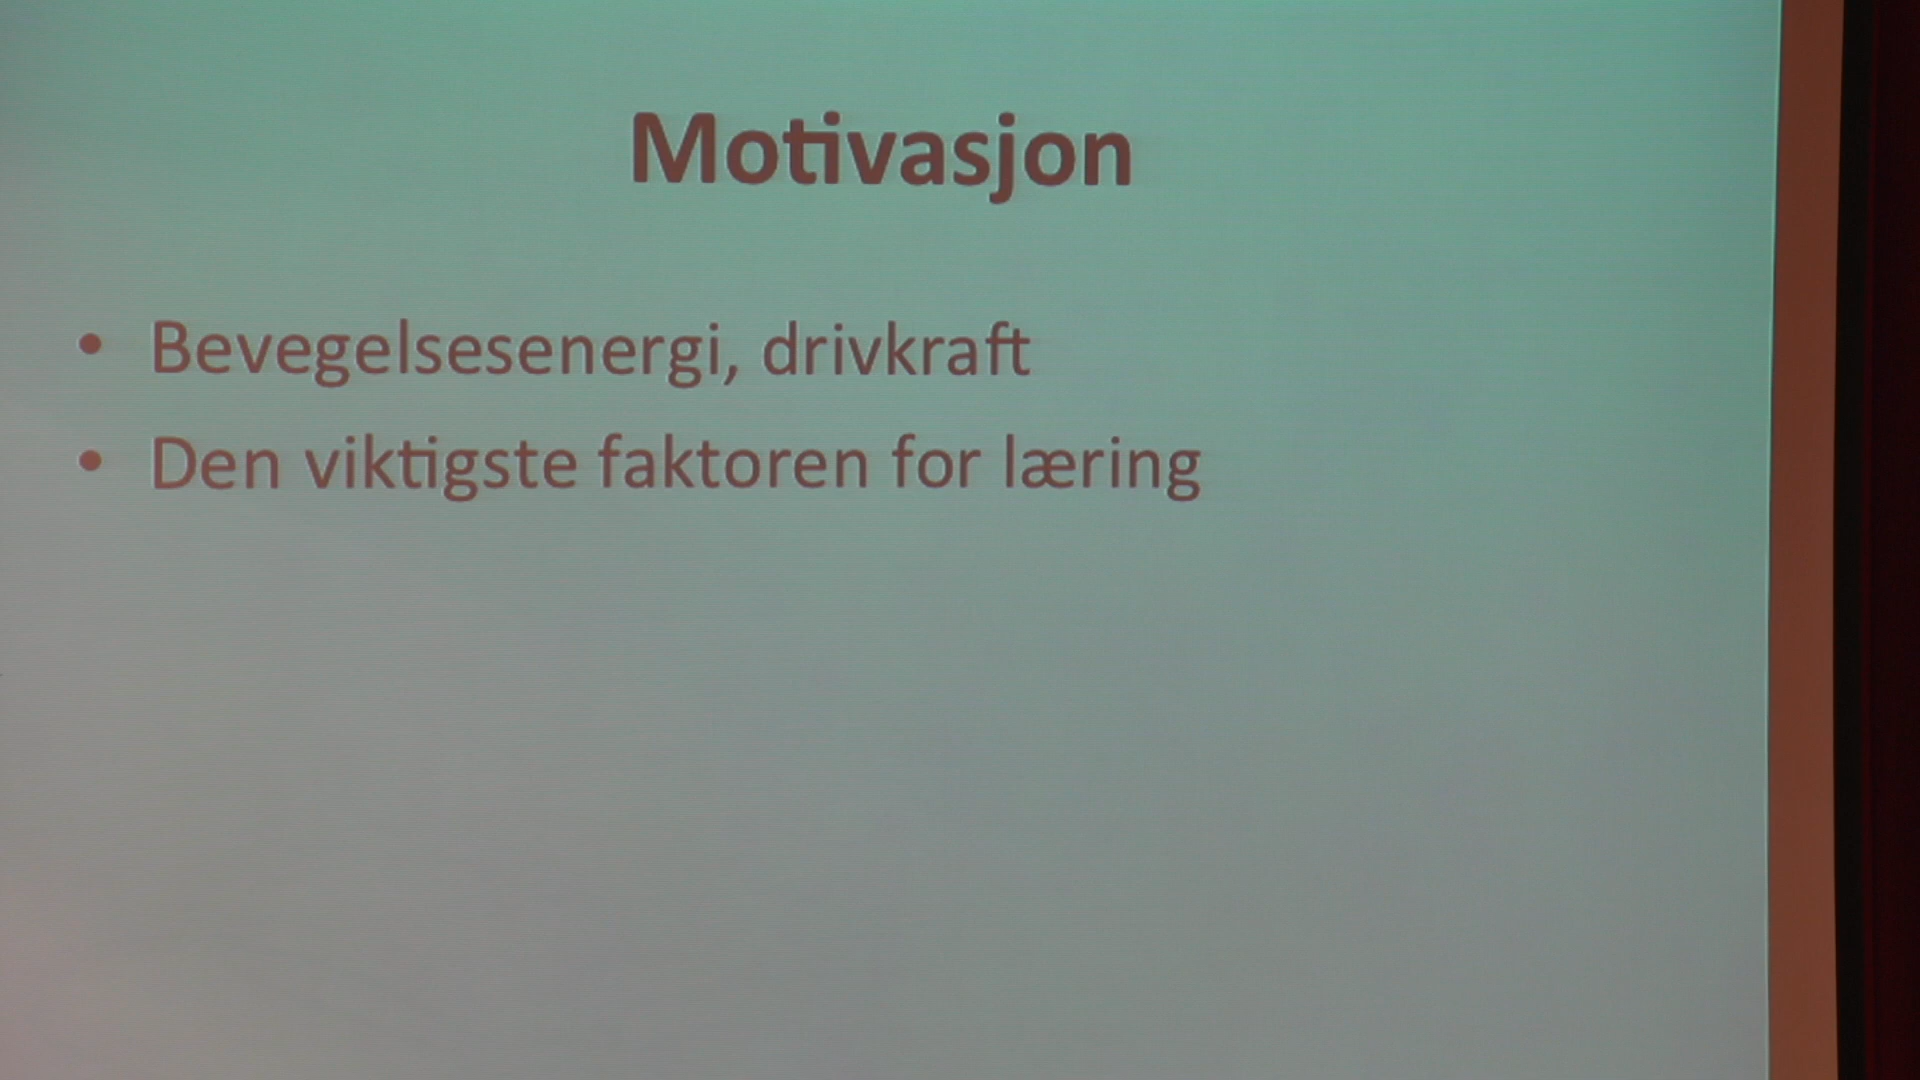 Motivasjon
• Bevegelsesenergi, drivkraft
• Den viktigste faktoren for læring